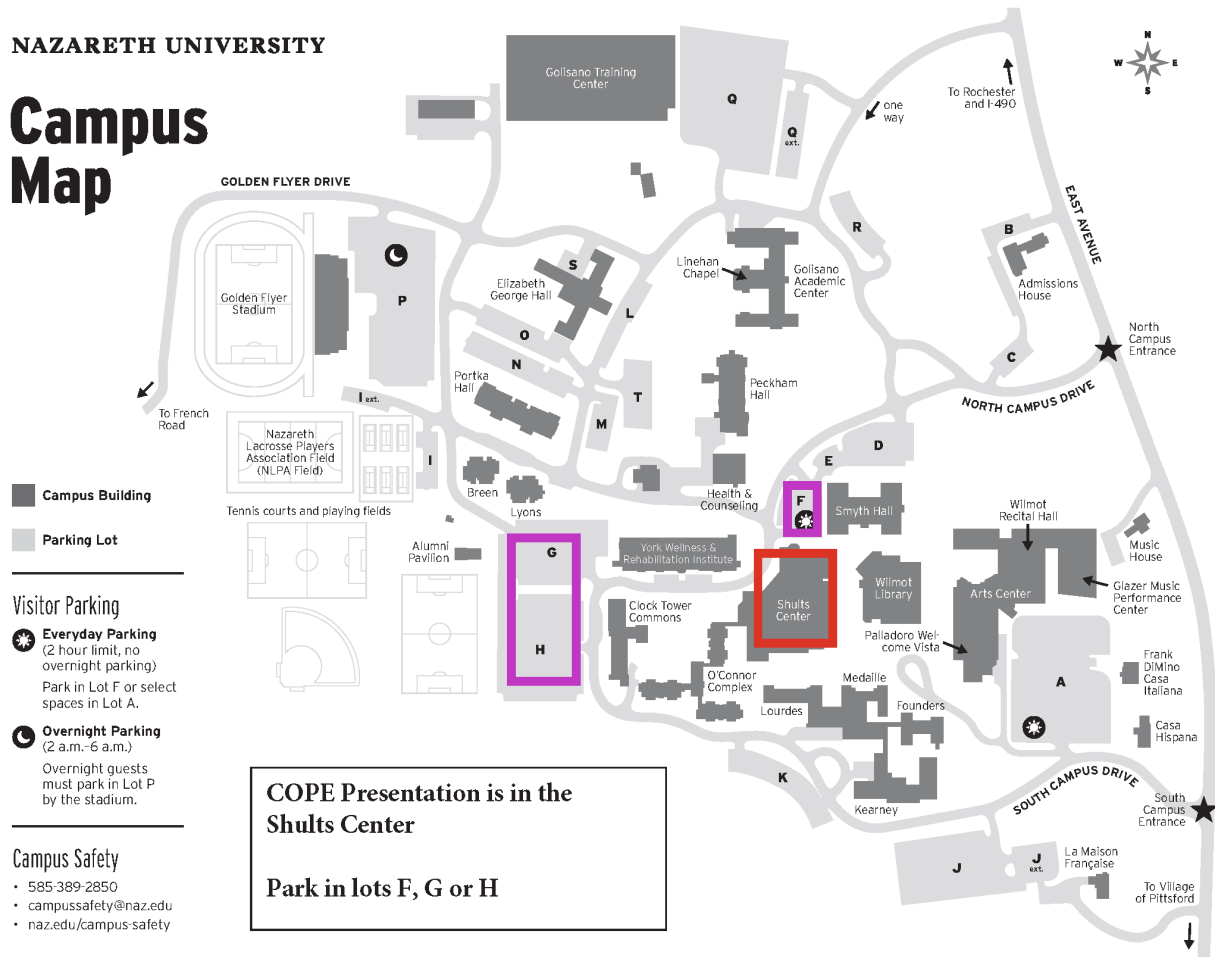 NAZARETH UNIVERSITY
Campus
Map
N
W E
S
To Rochester
and I-490
one
way
Golisano Training
Center
Q
Q
ext.
GOLDEN FLYER DRIVE
EAST AVENUE
R
B
Linehan
Chapel
Golisano
Academic
Center
Admissions
House
S
Elizabeth
George Hall
P
Golden Flyer
Stadium
L
O
N
North
Campus
Entrance
C
Portka
Hall
Peckham
Hall
T
I ext.
M
NORTH CAMPUS DRIVE
To French
Road
Nazareth
Lacrosse Players
Association Field
(NLPA Field)
I
D
E
Breen
Lyons
Health &
Counseling
F
Smyth Hall
Wilmot
Recital Hall
Tennis courts and playing fields
Campus Building
Parking Lot
Alumni
Pavilion
G
York Wellness &
Rehabilitation Institute
Music
House
Wilmot
Library
Arts Center
Glazer Music
Performance
Center
Clock Tower
Commons
Shults
Center
Palladoro Wel-
come Vista
H
Frank
DiMino
Casa
Italiana
O'Connor
Complex
Medaille
Lourdes
Founders
A
Casa
Hispana
K
Kearney
SOUTH CAMPUS DRIVE
South
Campus
Entrance
J
J
ext.
La Maison
Française
To Village
of Pittsford
Visitor Parking
Everyday Parking
(2 hour limit, no
overnight parking)
Park in Lot F or select
spaces in Lot A.
Overnight Parking
(2 a.m.–6 a.m.)
Overnight guests
must park in Lot P
by the stadium.
Campus Safety
• 585-389-2850
• campussafety@naz.edu
• naz.edu/campus-safety
COPE Presentation is in the
Shults Center
Park in lots F, G or H